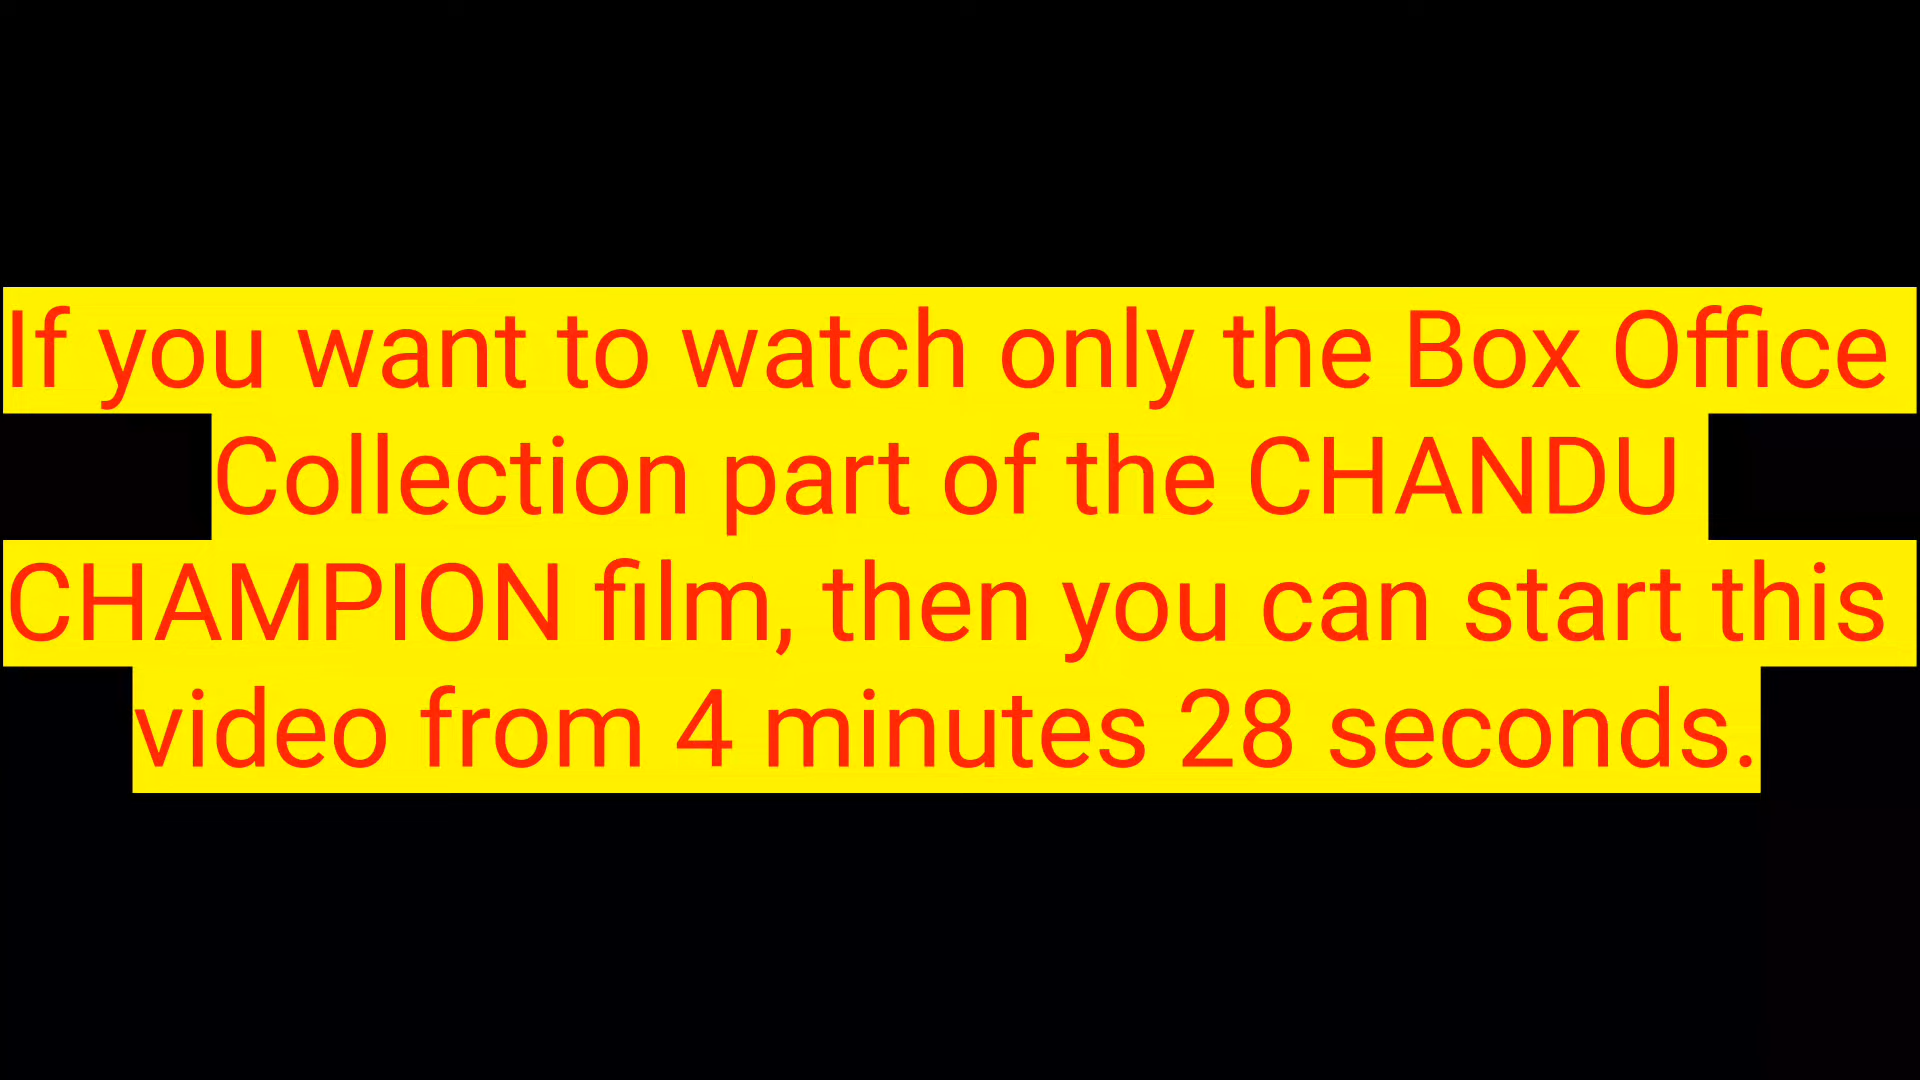 If you want to watch only the Box Office
Collection part of the CHANDU
CHAMPION film, then you can start this
video from 4 minutes 28 seconds.